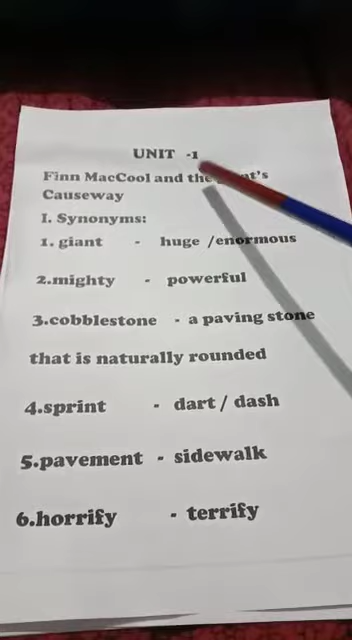 UNIT -1
Finn MacCool and the
Causeway
I. Synonyms:
1. giant - huge /enormous
2.mighty - powerful
3.cobblestone - a paving stone
that is naturally rounded
4.sprint - dart / dash
5.pavement - sidewalk
6.horrify - terrify